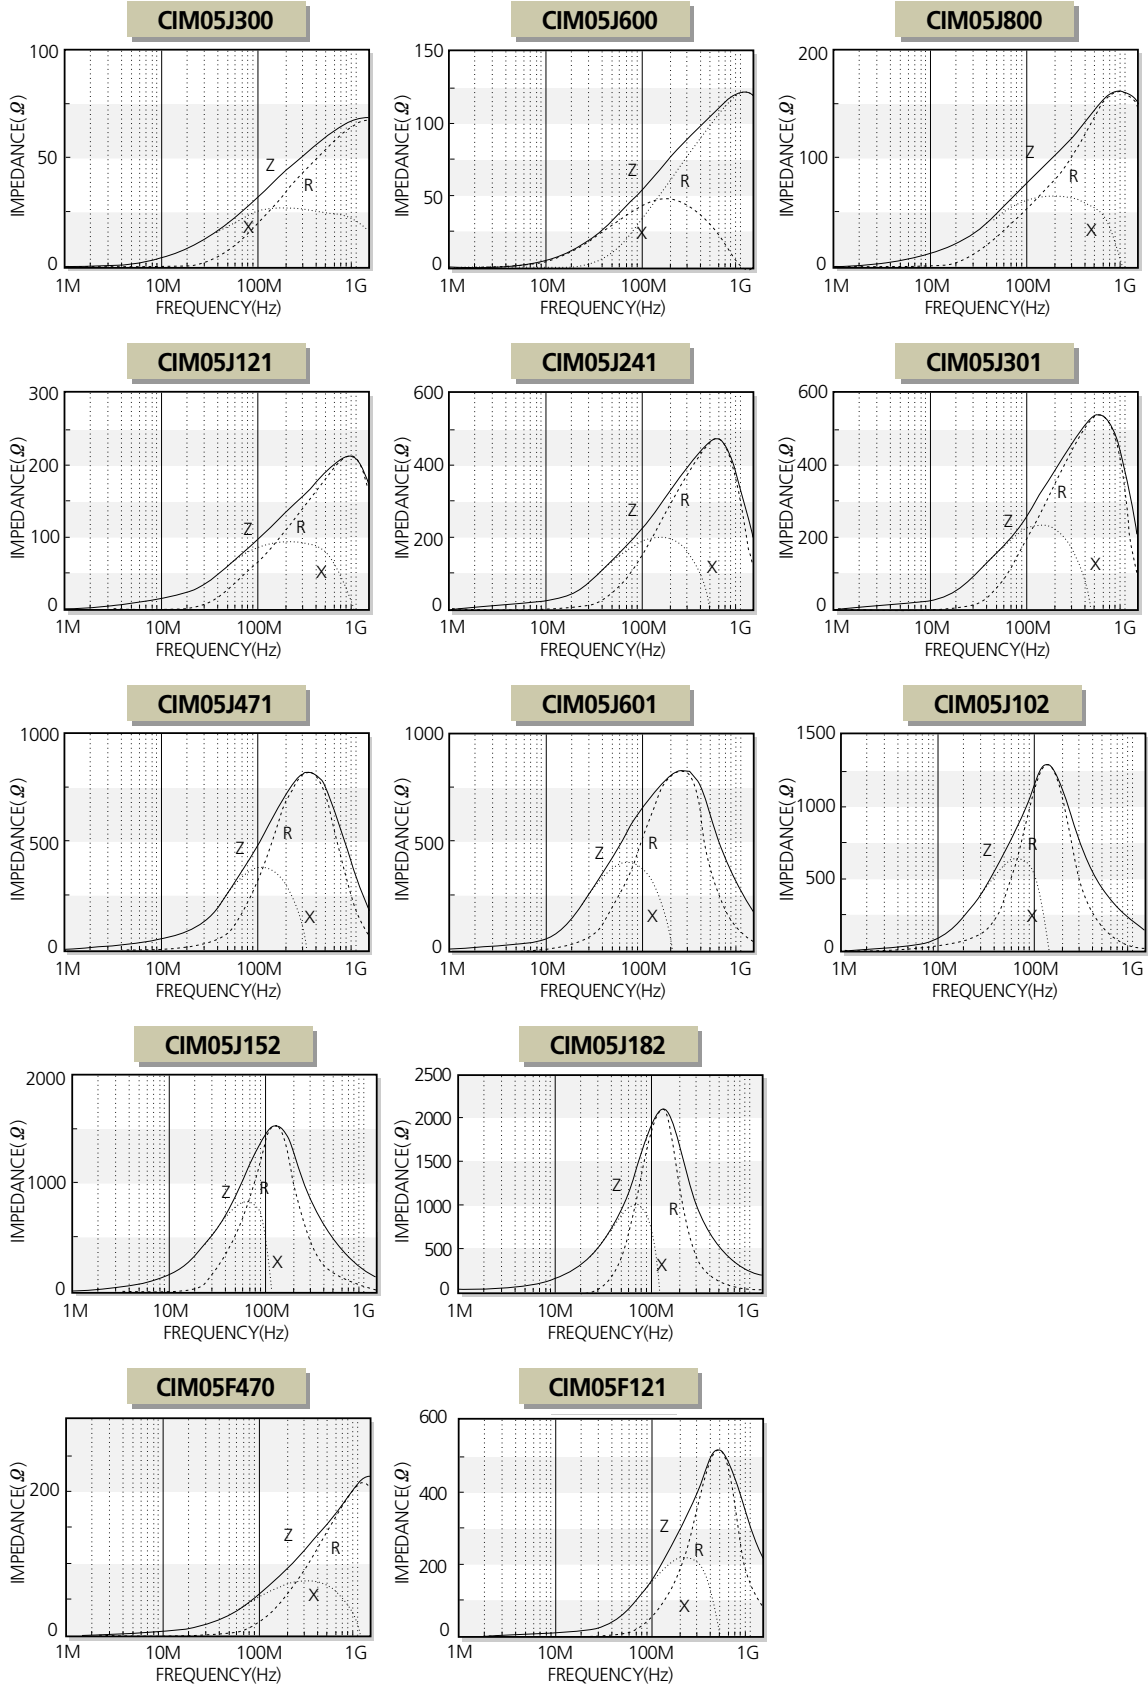 CIM05J300 CIM05J600 CIM05J800
IMPEDANCE(Ω) 100 50 0 Z R X 1M 10M 100M 1G
FREQUENCY(Hz)
IMPEDANCE(Ω) 150 100 50 0 Z R X 1M 10M 100M 1G
FREQUENCY(Hz)
IMPEDANCE(Ω) 200 100 0 Z R X 1M 10M 100M 1G
FREQUENCY(Hz)
CIM05J121 CIM05J241 CIM05J301
IMPEDANCE(Ω) 300 200 100 0 Z R X 1M 10M 100M 1G
FREQUENCY(Hz)
IMPEDANCE(Ω) 600 400 200 0 Z R X 1M 10M 100M 1G
FREQUENCY(Hz)
IMPEDANCE(Ω) 600 400 200 0 Z R X 1M 10M 100M 1G
FREQUENCY(Hz)
CIM05J471 CIM05J601 CIM05J102
IMPEDANCE(Ω) 1000 500 0 Z R X 1M 10M 100M 1G
FREQUENCY(Hz)
IMPEDANCE(Ω) 1000 500 0 Z R X 1M 10M 100M 1G
FREQUENCY(Hz)
IMPEDANCE(Ω) 1500 1000 500 0 Z R X 1M 10M 100M 1G
FREQUENCY(Hz)
CIM05J152 CIM05J182
IMPEDANCE(Ω) 2000 1000 0 Z R X 1M 10M 100M 1G
FREQUENCY(Hz)
IMPEDANCE(Ω) 2500 2000 1500 1000 500 0 Z R X 1M 10M 100M 1G
FREQUENCY(Hz)
CIM05F470 CIM05F121
IMPEDANCE(Ω) 200 0 Z R X 1M 10M 100M 1G
FREQUENCY(Hz)
IMPEDANCE(Ω) 600 400 200 0 Z R X 1M 10M 100M 1G
FREQUENCY(Hz)